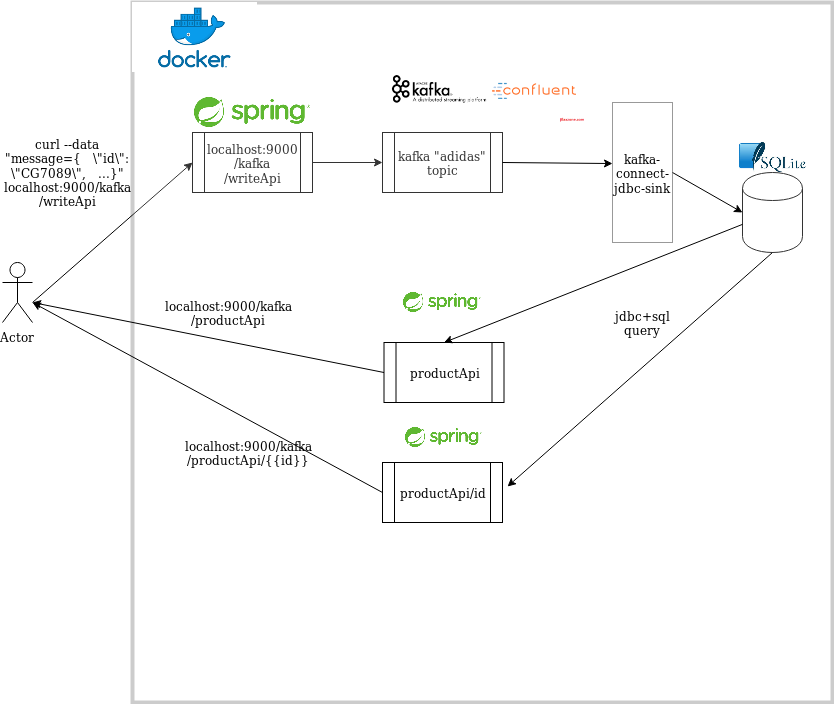 docker
spring
APACHE
kafka
A distributed streaming platform
confluent
curl --data
"message={   \"id\":
\"CG7089\",   ...}"
localhost:9000/kafka
/writeApi
localhost:9000
/kafka
/writeApi
kafka "adidas"
topic
kafka-
connect-
jdbc-sink
SQLite
Actor
localhost:9000/kafka
/productApi
spring
productApi
jdbc+sql
query
localhost:9000/kafka
/productApi/{{id}}
spring
productApi/id